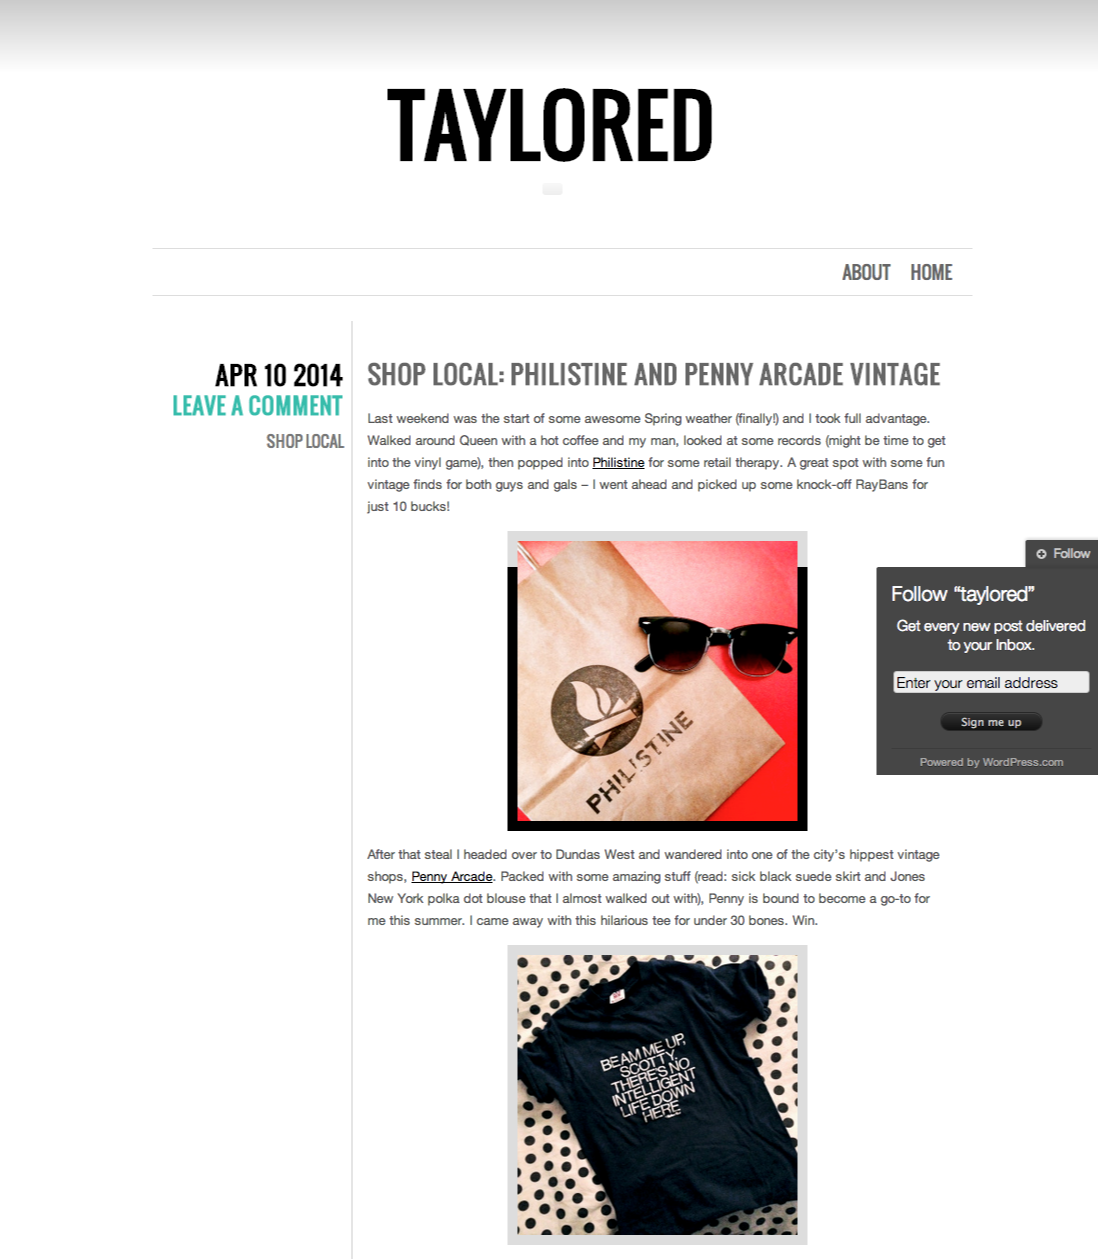 TAYLORED
ABOUT HOME
APR 10 2014
LEAVE A COMMENT
SHOP LOCAL
SHOP LOCAL: PHILISTINE AND PENNY ARCADE VINTAGE
Last weekend was the start of some awesome Spring weather (finally!) and I took full advantage.
Walked around Queen with a hot coffee and my man, looked at some records (might be time to get
into the vinyl game), then popped into Philistine for some retail therapy. A great spot with some fun
vintage finds for both guys and gals – I went ahead and picked up some knock-off RayBans for
just 10 bucks!
PHILISTINE
Follow
Follow “taylored”
Get every new post delivered
to your Inbox.
Enter your email address
Sign me up
Powered by WordPress.com
After that steal I headed over to Dundas West and wandered into one of the city's hippest vintage
shops, Penny Arcade. Packed with some amazing stuff (read: sick black suede skirt and Jones
New York polka dot blouse that I almost walked out with), Penny is bound to become a go-to for
me this summer. I came away with this hilarious tee for under 30 bones. Win.
BEAM ME UP,
SCOTTY,
THERE'S NO
INTELLIGENT
LIFE DOWN
HERE